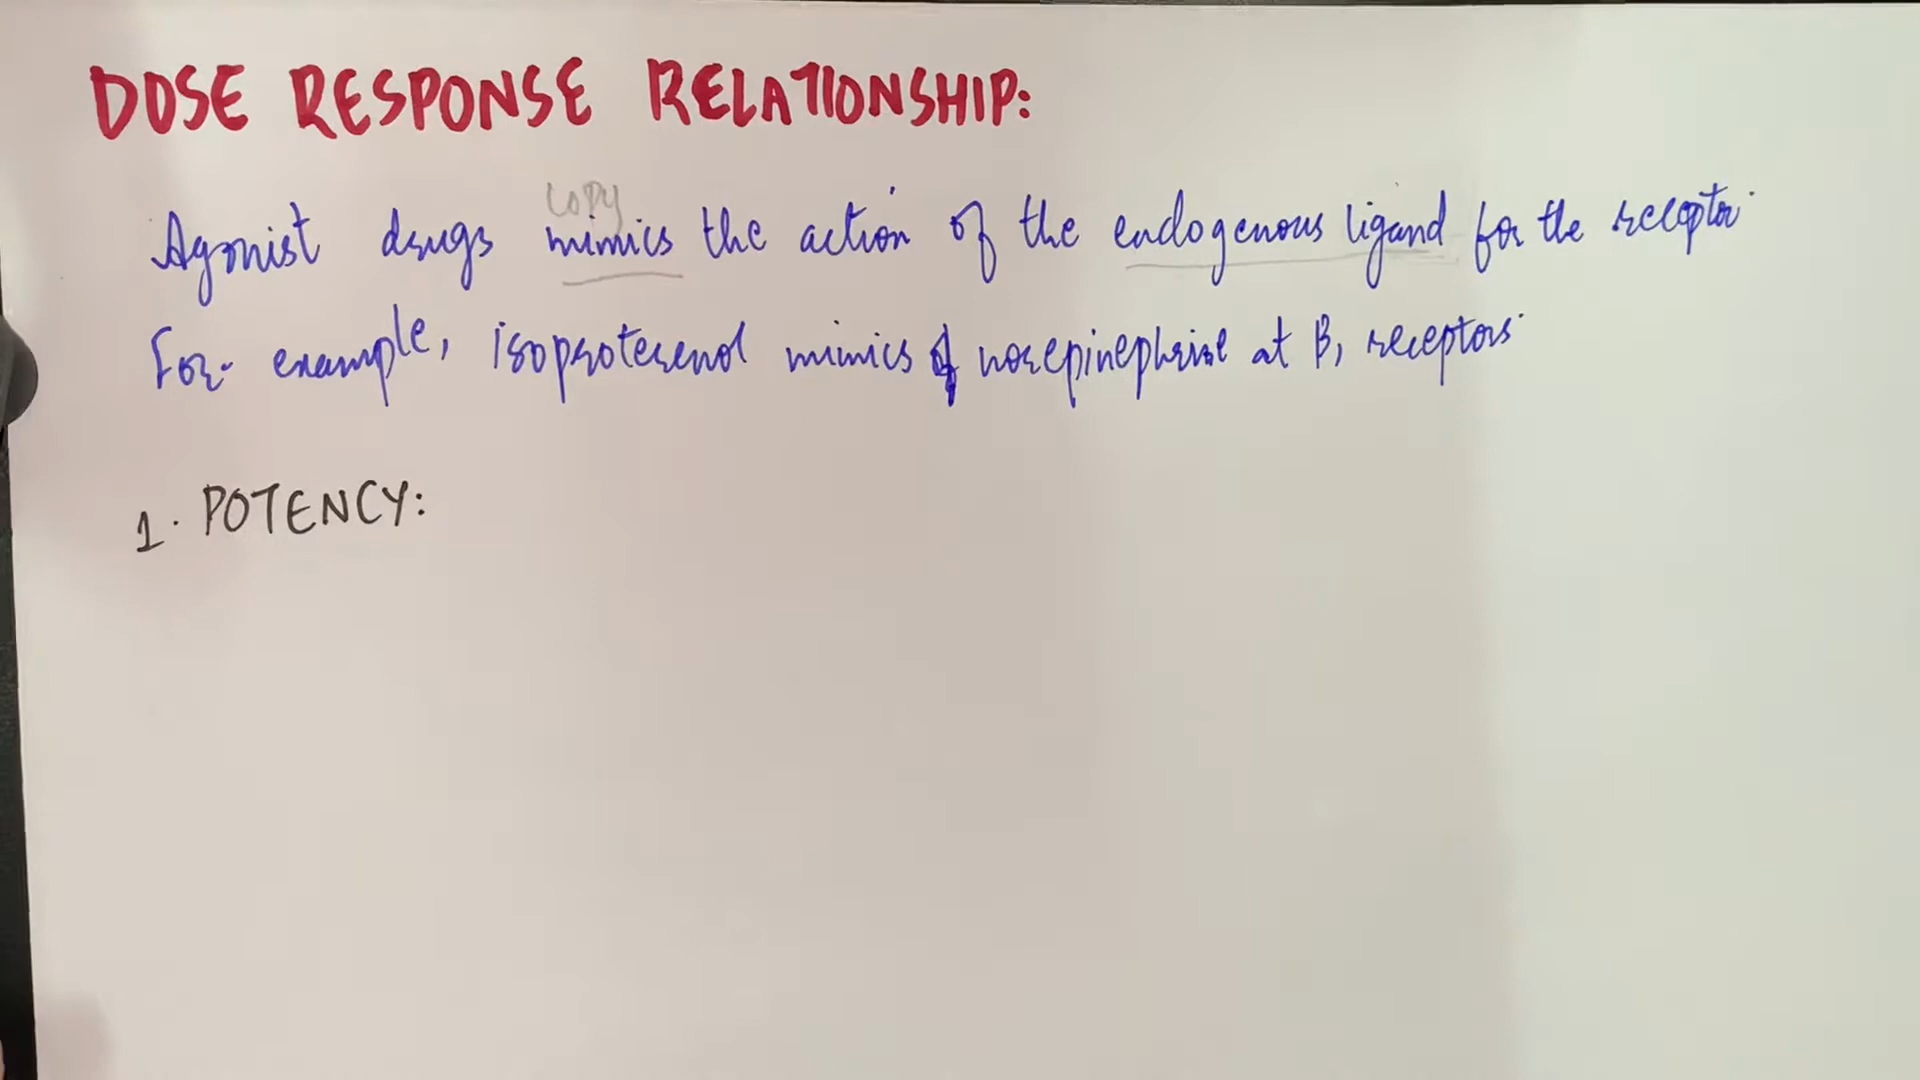 DOSE RESPONSE RELATIONSHIP:
copy
Agonist drugs mimics the action of the endogenous ligand for the receptor.
For example, isoproterenol mimics norepinephrine at β1 receptors.
1. POTENCY: